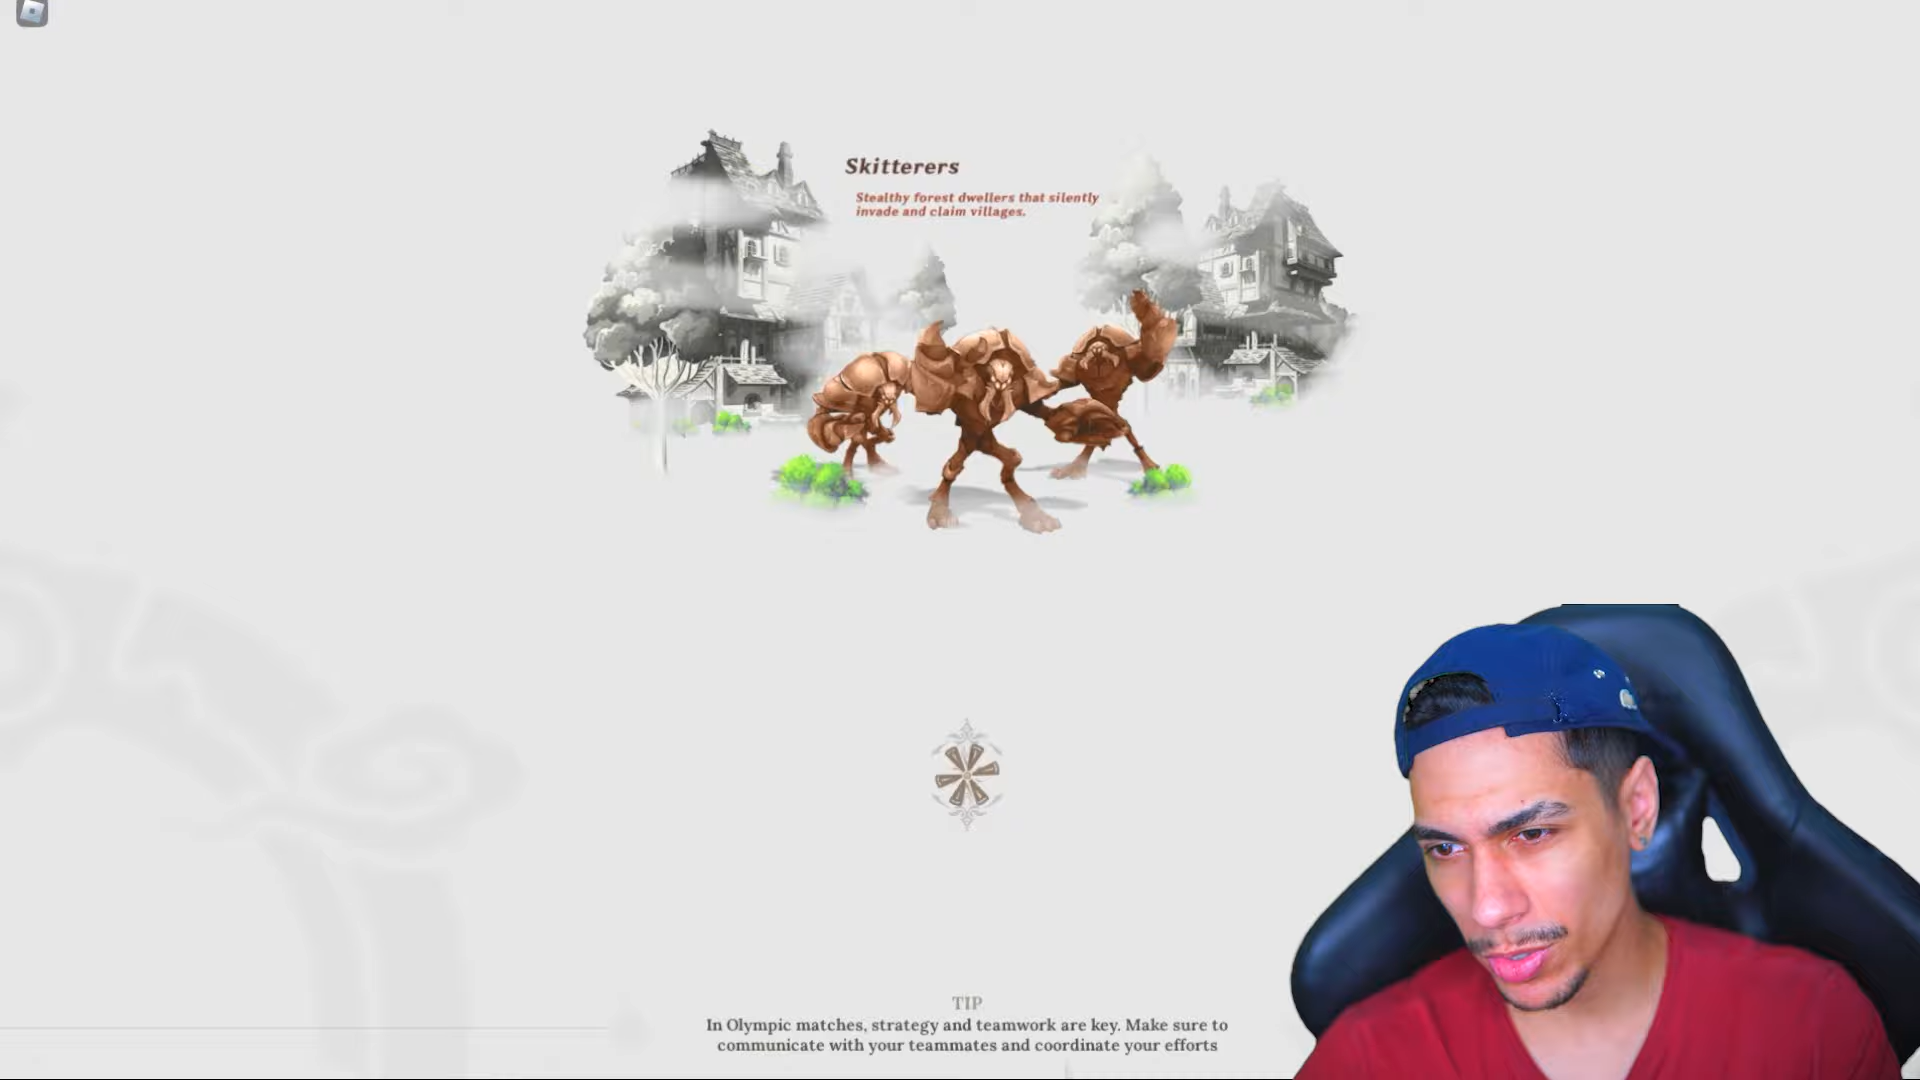 Skitterers
Stealthy forest dwellers that silently
invade and claim villages.
TIP
In Olympic matches, strategy and teamwork are key. Make sure to
communicate with your teammates and coordinate your efforts